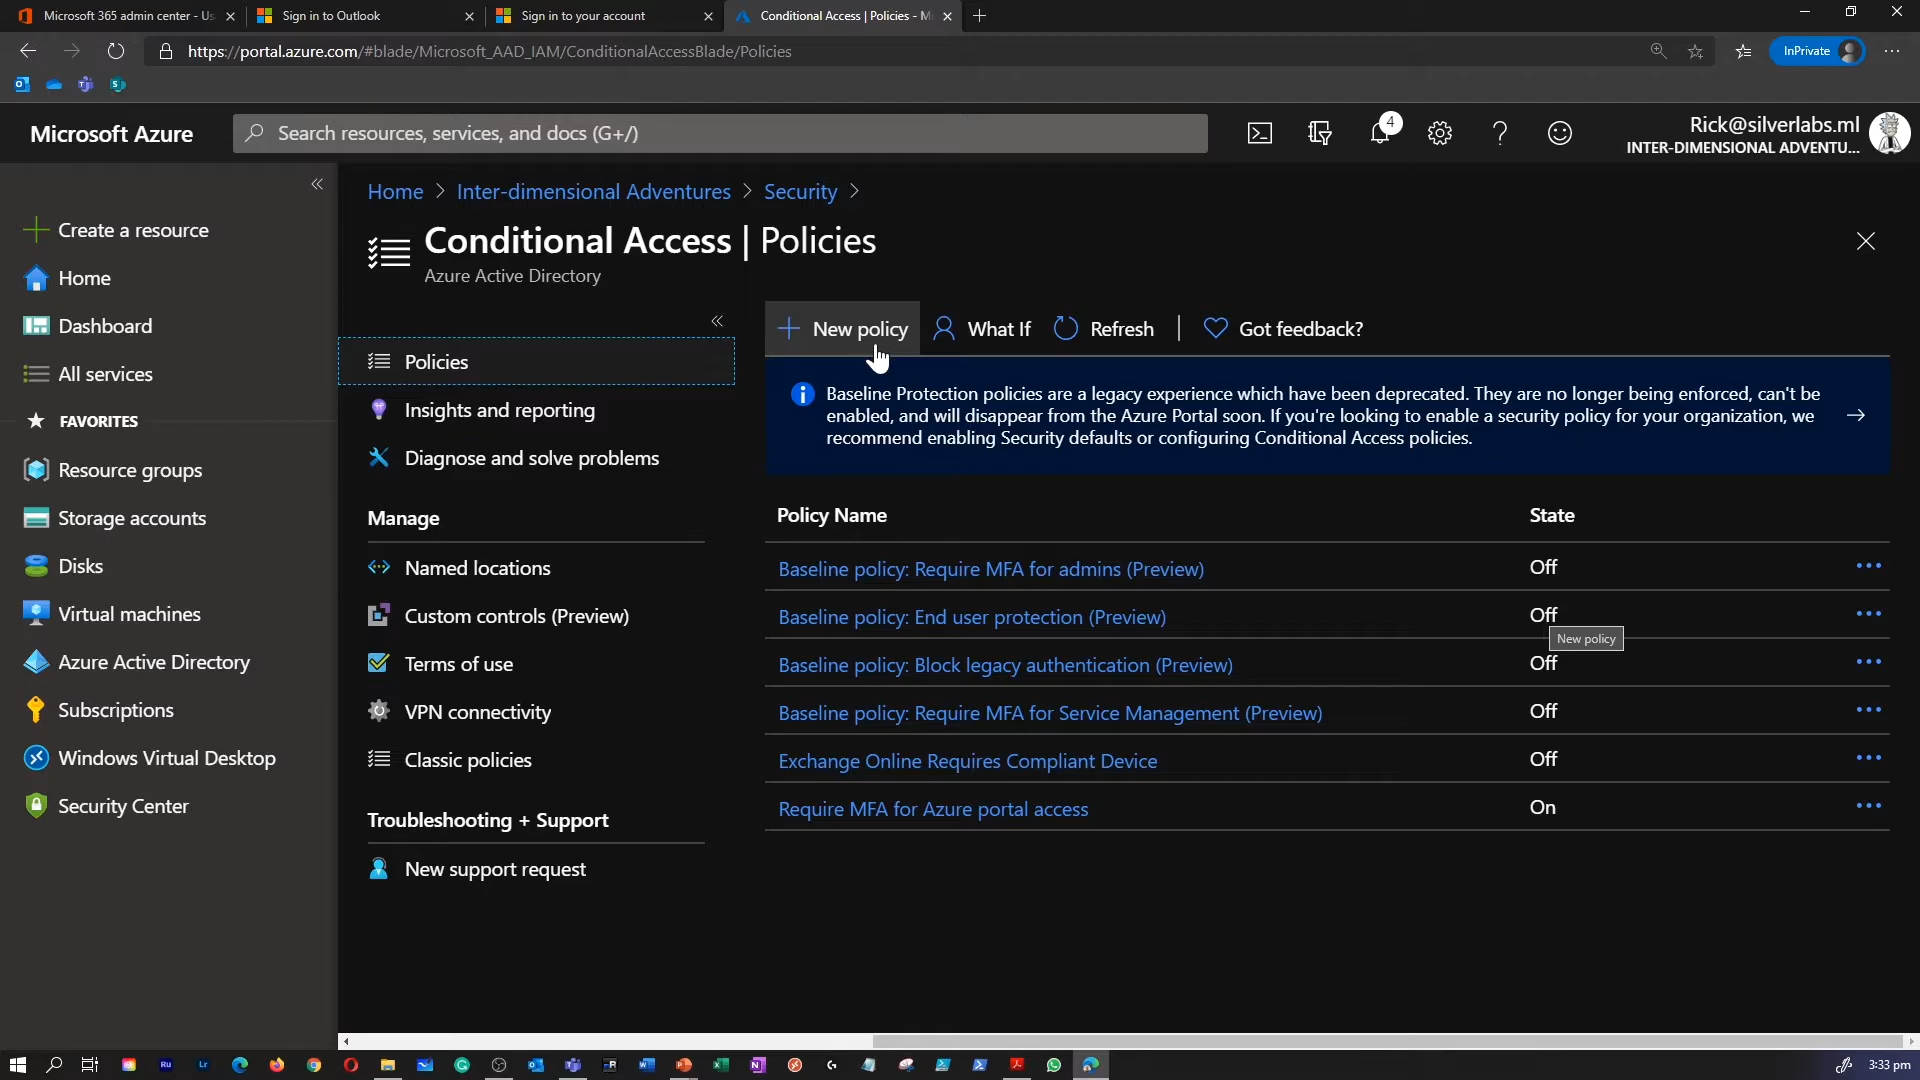 Microsoft 365 admin center - Us
Sign in to Outlook
Sign in to your account
Conditional Access | Policies - Mi
https://portal.azure.com/#blade/Microsoft_AAD_IAM/ConditionalAccessBlade/Policies
InPrivate
Microsoft Azure
Search resources, services, and docs (G+/)
4
Rick@silverlabs.ml
INTER-DIMENSIONAL ADVENTU...
Create a resource
Home
Dashboard
All services
FAVORITES
Resource groups
Storage accounts
Disks
Virtual machines
Azure Active Directory
Subscriptions
Windows Virtual Desktop
Security Center
Home > Inter-dimensional Adventures > Security >
Conditional Access | Policies
Azure Active Directory
Policies
Insights and reporting
Diagnose and solve problems
Manage
Named locations
Custom controls (Preview)
Terms of use
VPN connectivity
Classic policies
Troubleshooting + Support
New support request
New policy
What If
Refresh
Got feedback?
Baseline Protection policies are a legacy experience which have been deprecated. They are no longer being enforced, can't be
enabled, and will disappear from the Azure Portal soon. If you're looking to enable a security policy for your organization, we
recommend enabling Security defaults or configuring Conditional Access policies.
Policy Name State
Baseline policy: Require MFA for admins (Preview) Off
Baseline policy: End user protection (Preview) Off
New policy
Baseline policy: Block legacy authentication (Preview) Off
Baseline policy: Require MFA for Service Management (Preview) Off
Exchange Online Requires Compliant Device Off
Require MFA for Azure portal access On
Ru
Lr
3:33 pm